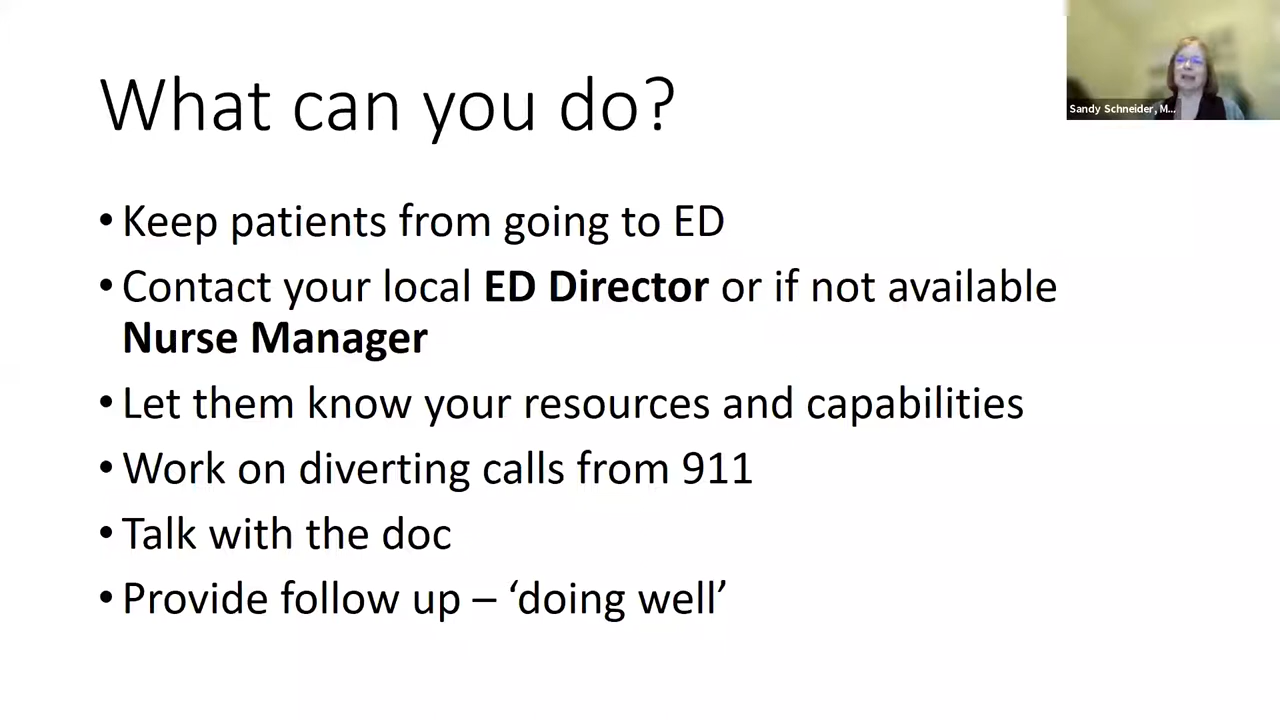 What can you do?
Sandy Schneider, M...
• Keep patients from going to ED
• Contact your local ED Director or if not available
Nurse Manager
• Let them know your resources and capabilities
• Work on diverting calls from 911
• Talk with the doc
• Provide follow up – ‘doing well’